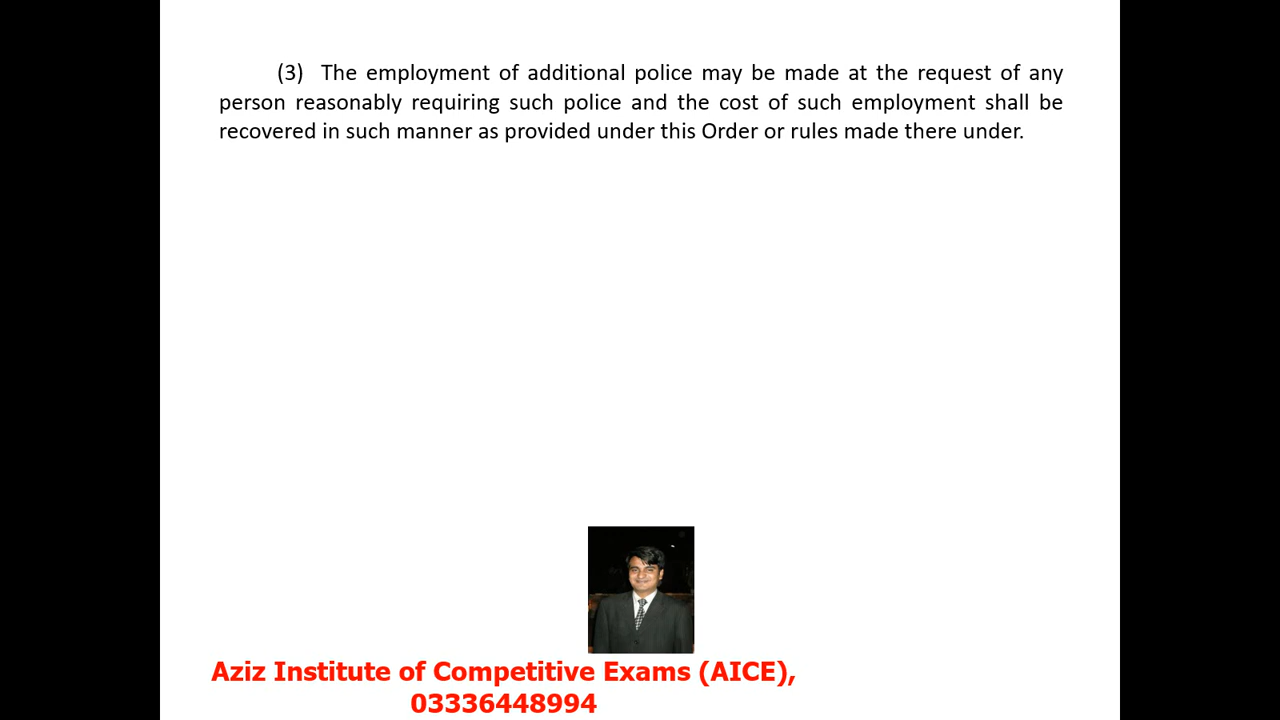 (3) The employment of additional police may be made at the request of any
person reasonably requiring such police and the cost of such employment shall be
recovered in such manner as provided under this Order or rules made there under.
Aziz Institute of Competitive Exams (AICE),
03336448994